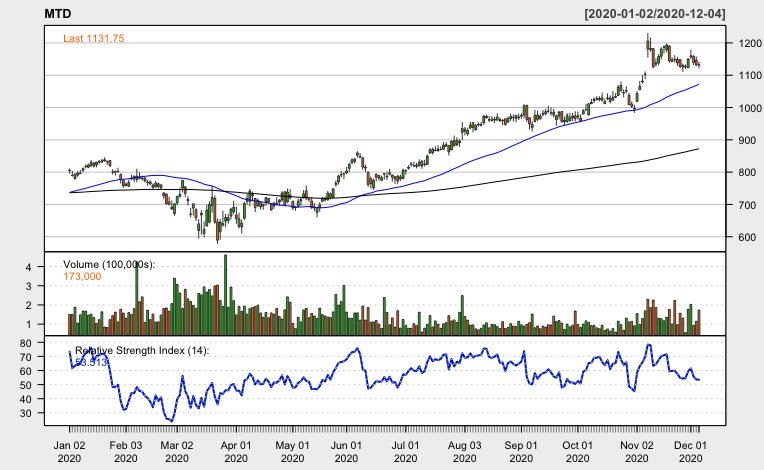 MTD [2020-01-02/2020-12-04]
Last 1131.75
1200
1100
1000
900
800
700
600
Volume (100,000s):
173,000
4
3
2
1
Relative Strength Index (14):
53.313
80
70
60
50
40
30
Jan 02 2020
Feb 03 2020
Mar 02 2020
Apr 01 2020
May 01 2020
Jun 01 2020
Jul 01 2020
Aug 03 2020
Sep 01 2020
Oct 01 2020
Nov 02 2020
Dec 01 2020